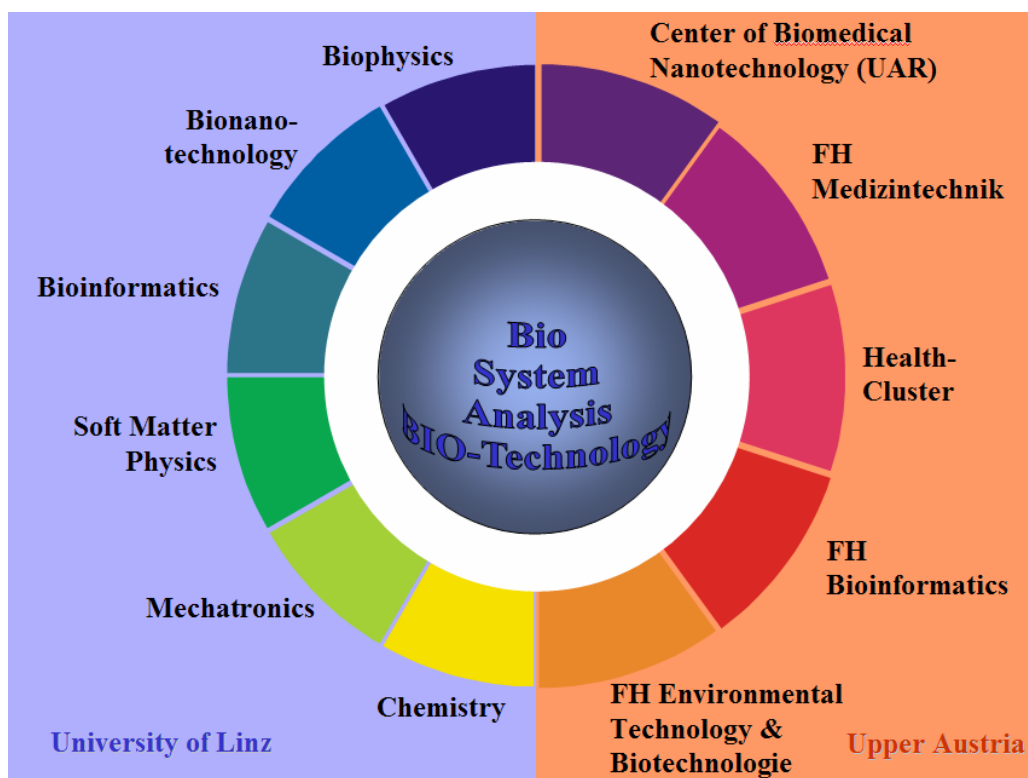 Biophysics
Bionano-
technology
Bioinformatics
Soft Matter
Physics
Mechatronics
Chemistry
University of Linz
Bio
System
Analysis
BIO-Technology
Center of Biomedical
Nanotechnology (UAR)
FH
Medizintechnik
Health-
Cluster
FH
Bioinformatics
FH Environmental
Technology &
Biotechnologie
Upper Austria